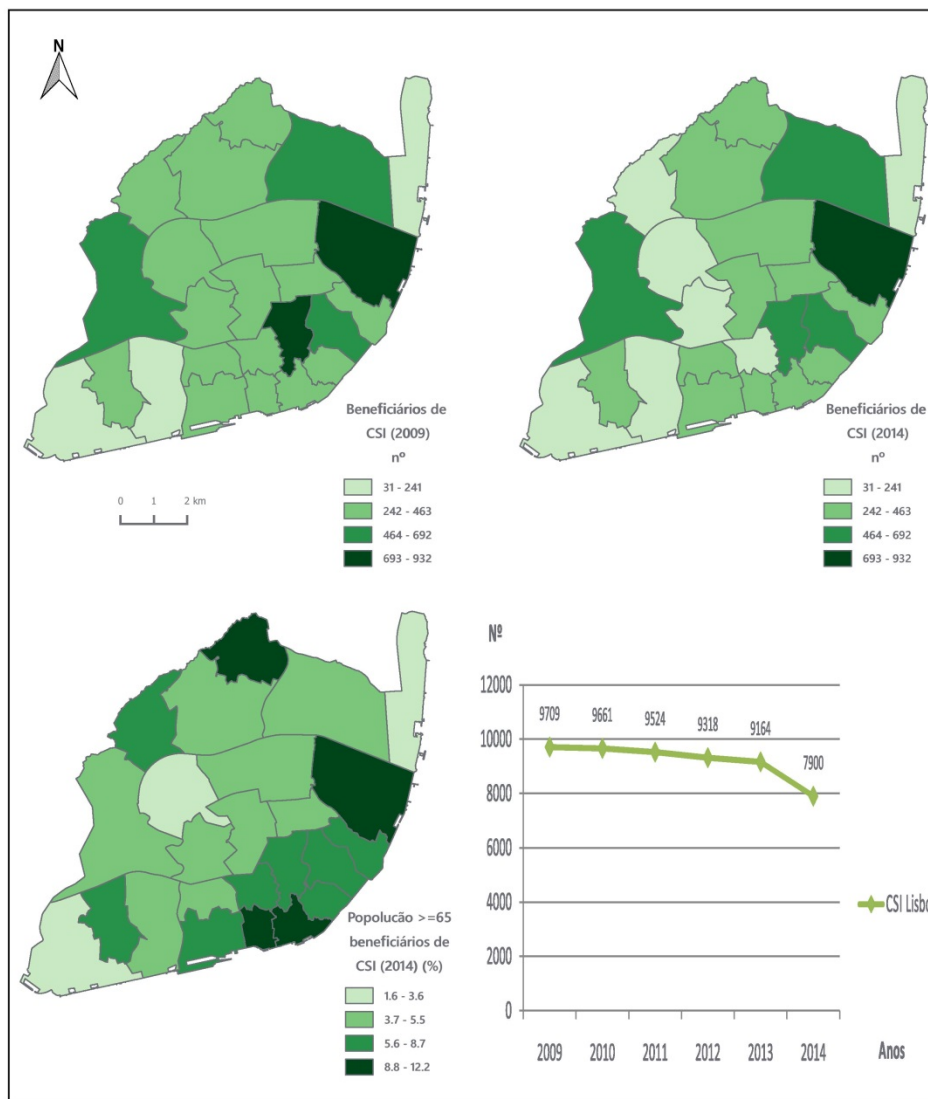 N
Beneficiários de
CSI (2009)
nº
31 - 241
242 - 463
464 - 692
693 - 932
0 1 2 km
Beneficiários de
CSI (2014)
nº
31 - 241
242 - 463
464 - 692
693 - 932
Popolucão >=65
beneficiários de
CSI (2014) (%)
1.6 - 3.6
3.7 - 5.5
5.6 - 8.7
8.8 - 12.2
Nº
12000
10000
8000
6000
4000
2000
0
9709 9661 9524 9318 9164 7900
CSI Lisbo
2009 2010 2011 2012 2013 2014 Anos